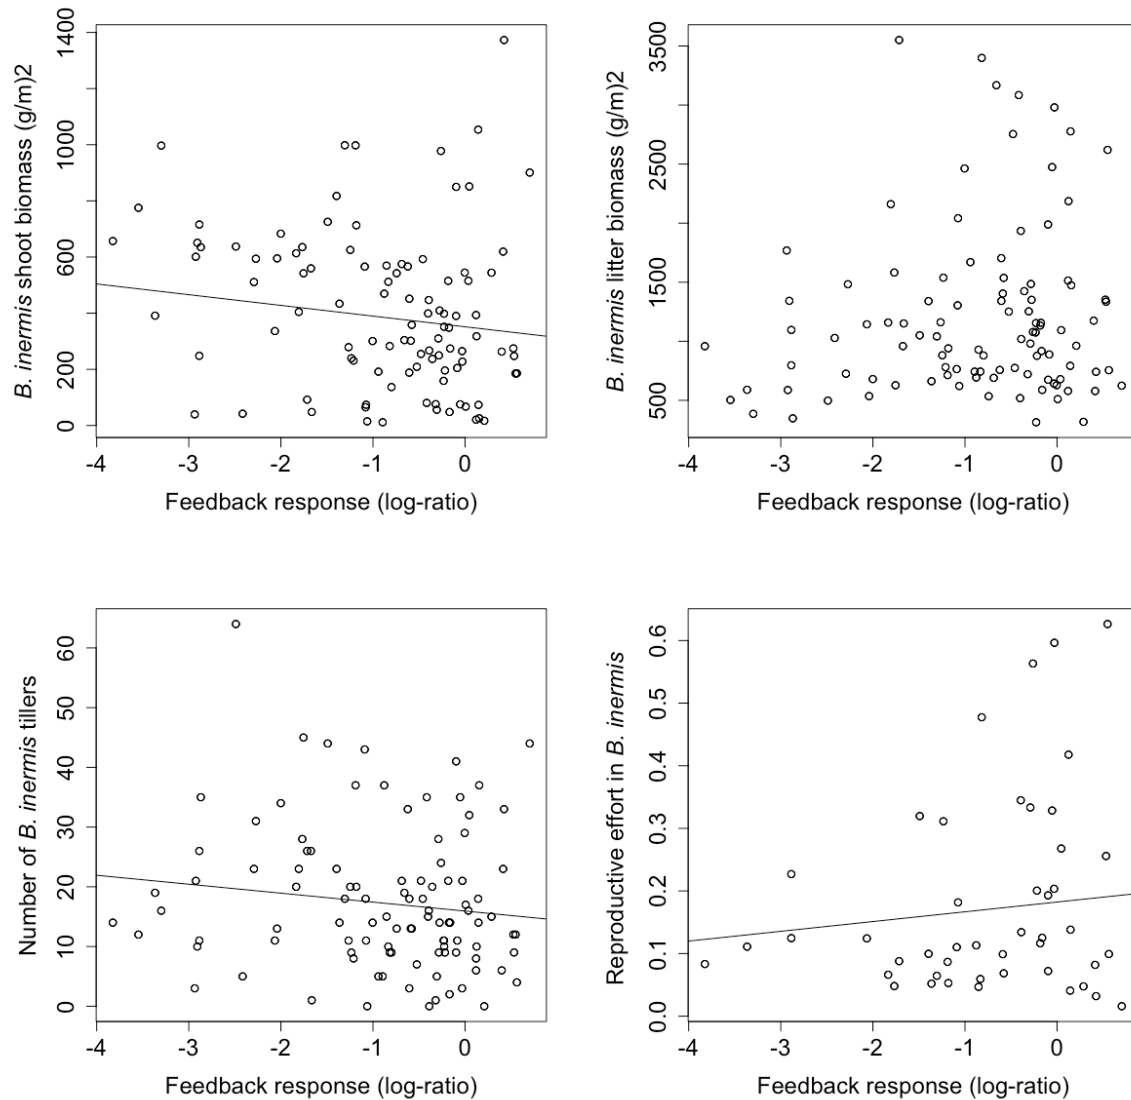 B. inermis shoot biomass (g/m)2
1400
1000
600
200
0
-4 -3 -2 -1 0
Feedback response (log-ratio)
B. inermis litter biomass (g/m)2
3500
2500
1500
500
-4 -3 -2 -1 0
Feedback response (log-ratio)
Number of B. inermis tillers
60
50
40
30
20
10
0
-4 -3 -2 -1 0
Feedback response (log-ratio)
Reproductive effort in B. inermis
0.6
0.5
0.4
0.3
0.2
0.1
0.0
-4 -3 -2 -1 0
Feedback response (log-ratio)